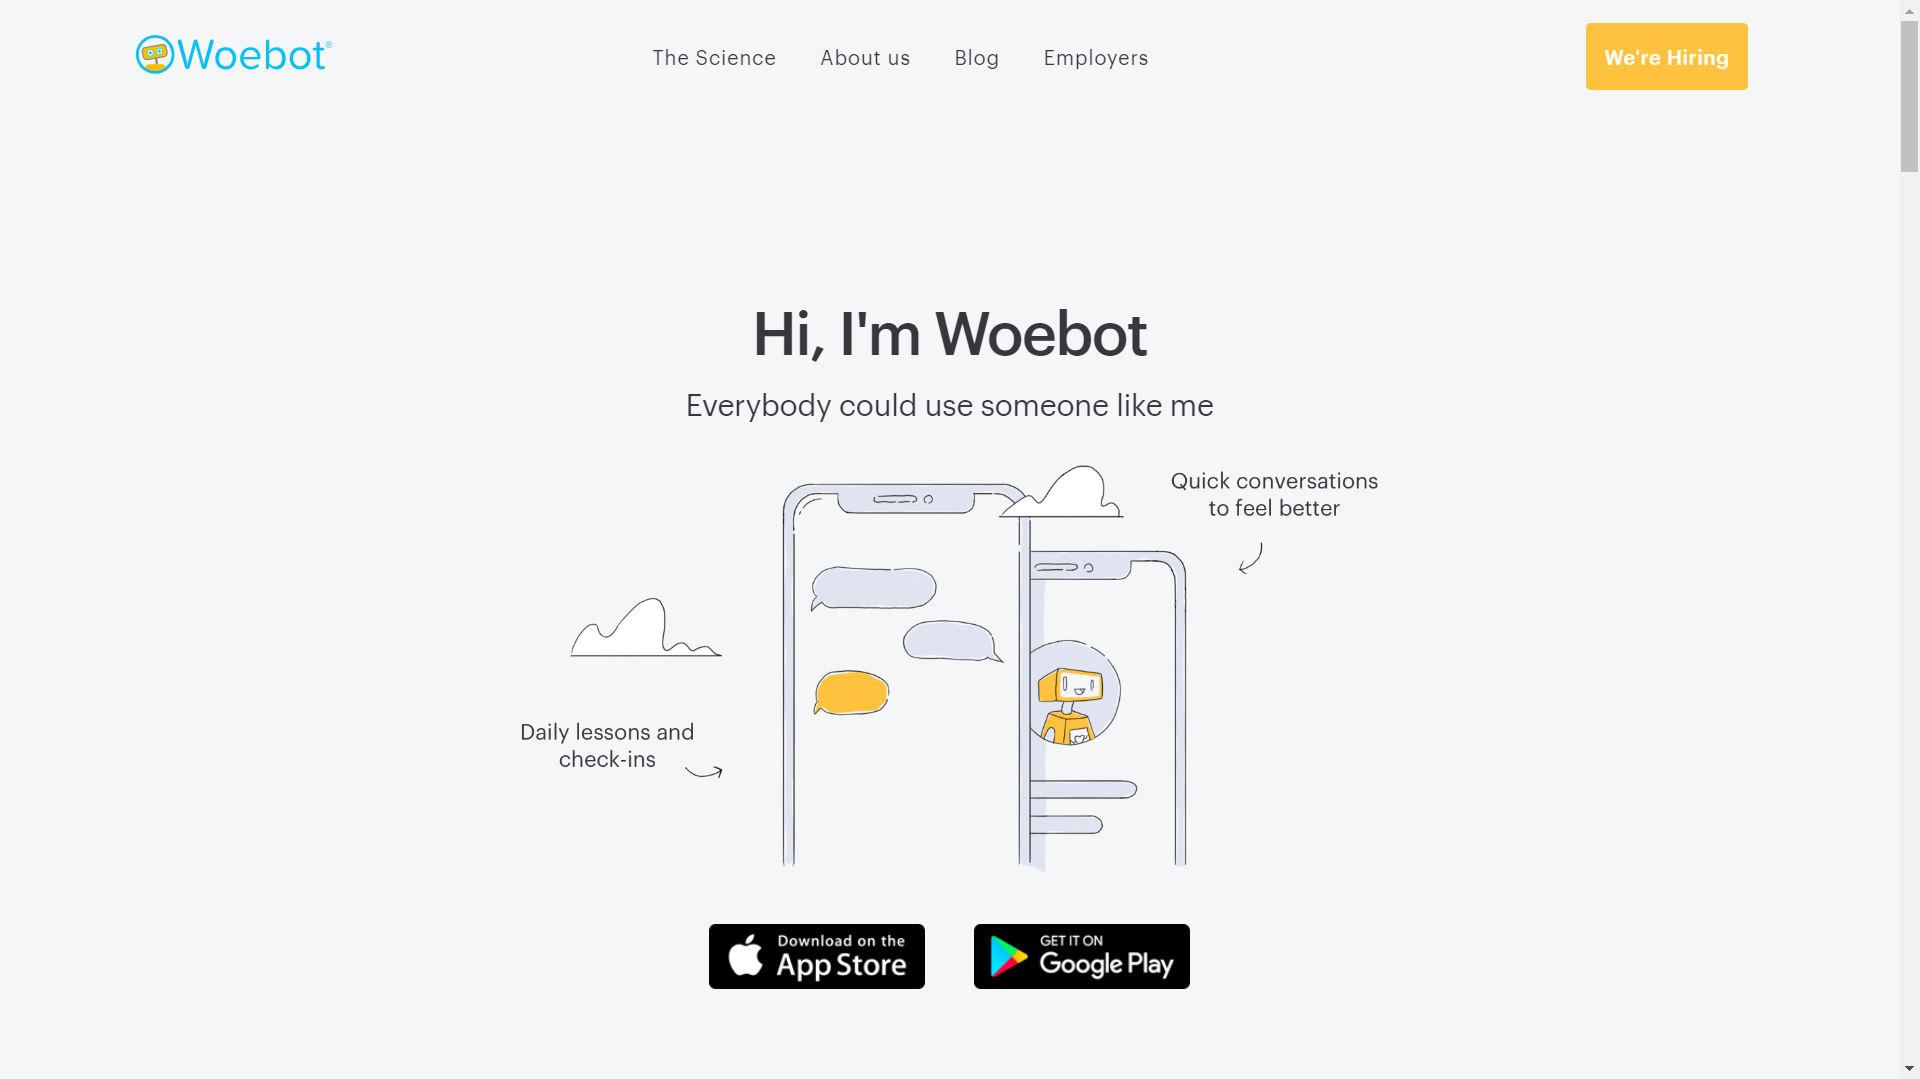 Woebot®
The Science
About us
Blog
Employers
We're Hiring
Hi, I'm Woebot
Everybody could use someone like me
Quick conversations
to feel better
Daily lessons and
check-ins
Download on the
App Store
GET IT ON
Google Play